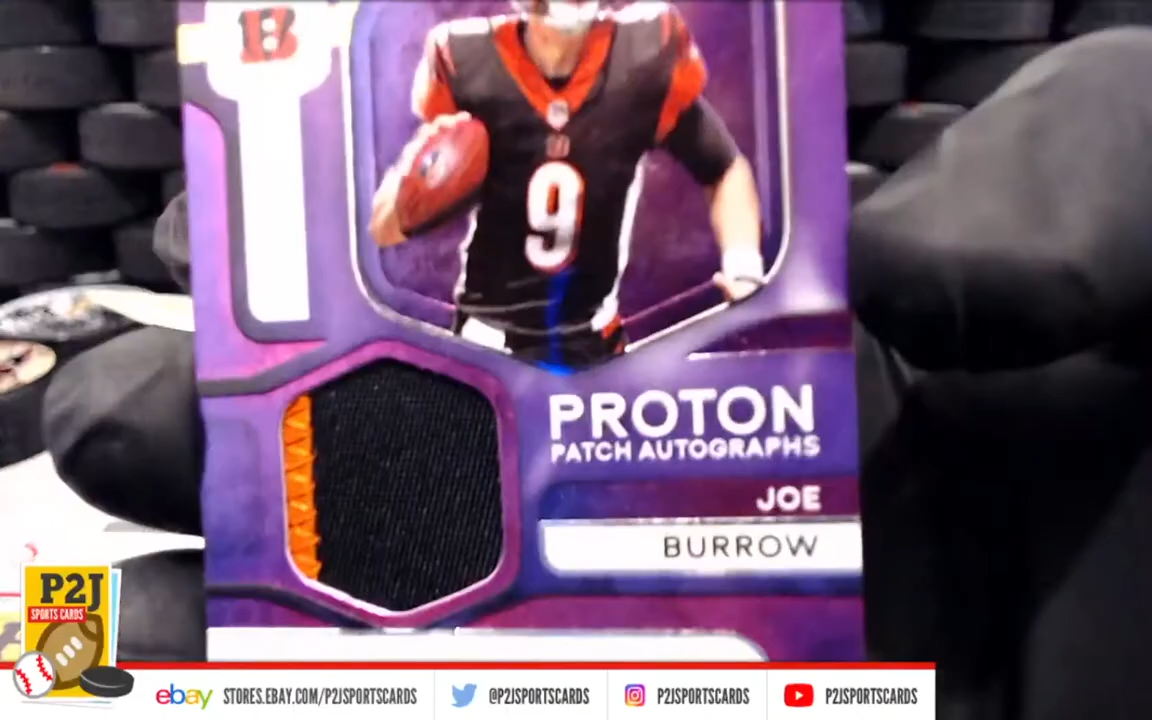 B
9
PROTON
PATCH AUTOGRAPHS
JOE
BURROW
P2J
SPORTS CARDS
ebay STORES.EBAY.COM/P2JSPORTSCARDS @P2JSPORTSCARDS P2JSPORTSCARDS P2JSPORTSCARDS